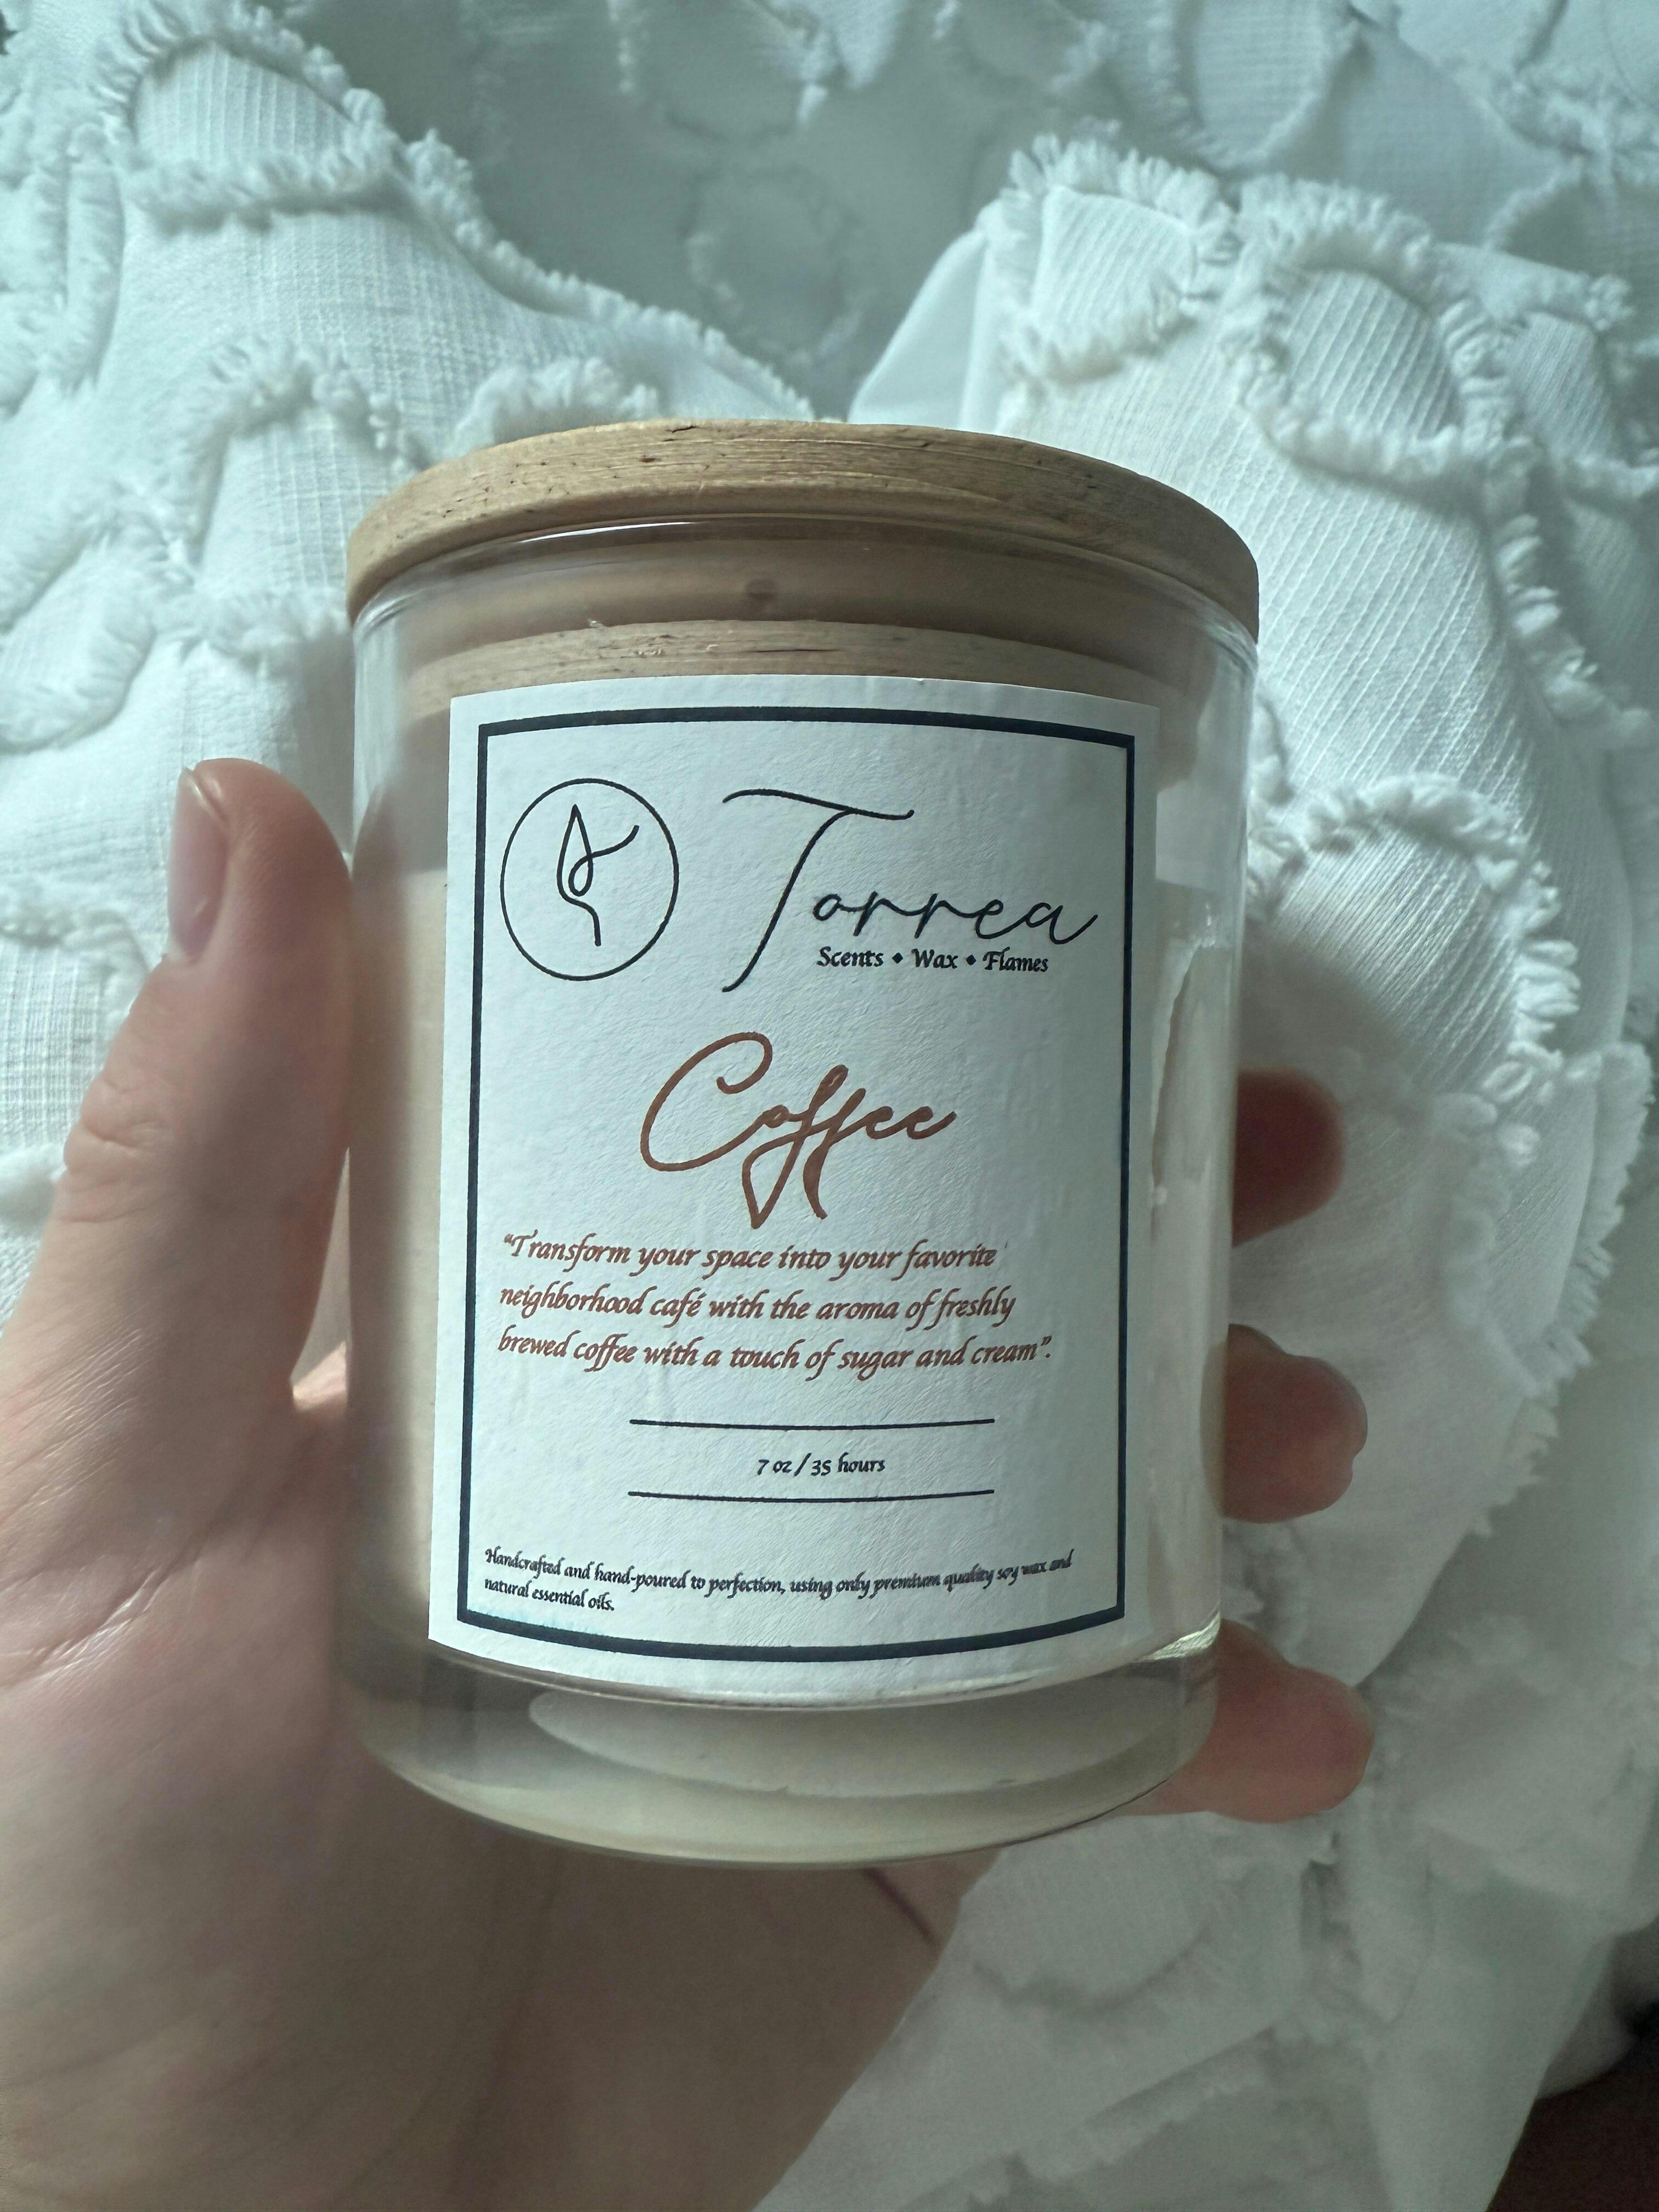 Torrea
Scents • Wax • Flames
Coffee
“Transform your space into your favorite
neighborhood café with the aroma of freshly
brewed coffee with a touch of sugar and cream”.
7 oz / 35 hours
Handcrafted and hand-poured to perfection, using only premium quality soy wax and
natural essential oils.